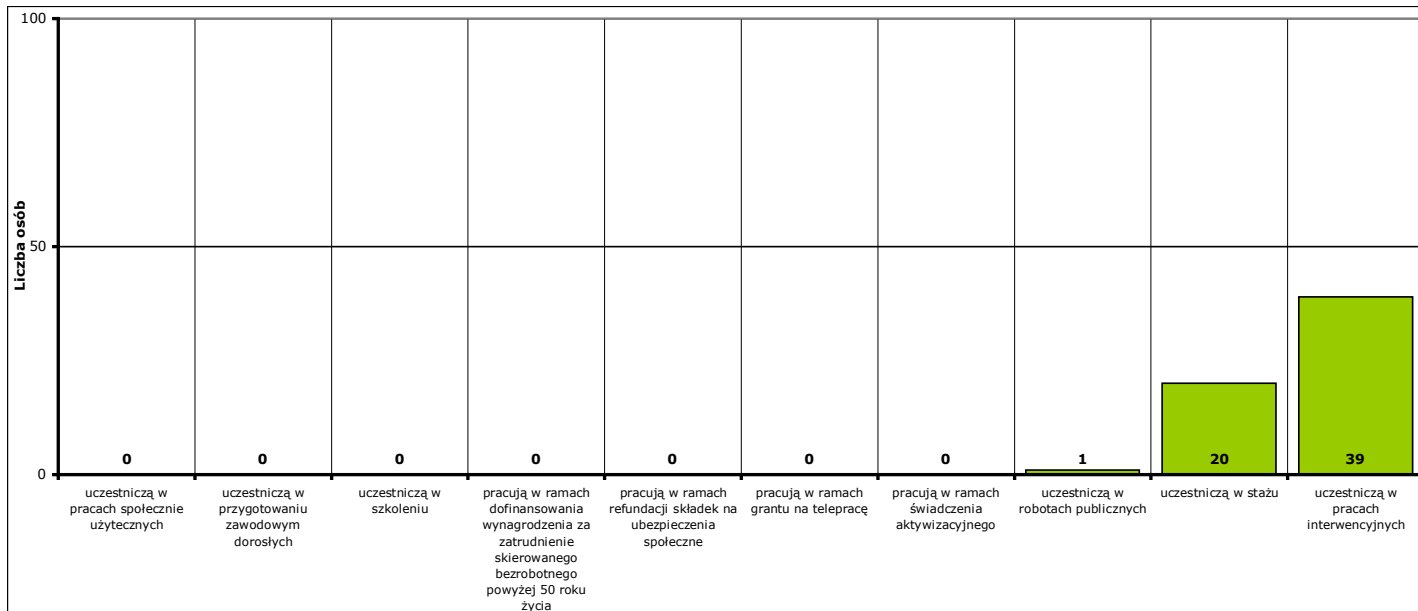 100
50
0
Liczba osób
0
0
0
0
0
0
0
1
20
39
uczestniczą w
pracach społecznie
użytecznych
uczestniczą w
przygotowaniu
zawodowym
dorosłych
uczestniczą w
szkoleniu
pracują w ramach
dofinansowania
wynagrodzenia za
zatrudnienie
skierowanego
bezrobotnego
powyżej 50 roku
życia
pracują w ramach
refundacji składek na
ubezpieczenia
społeczne
pracują w ramach
grantu na telepracę
pracują w ramach
świadczenia
aktywizacyjnego
uczestniczą w
robotach publicznych
uczestniczą w stażu
uczestniczą w
pracach
interwencyjnych